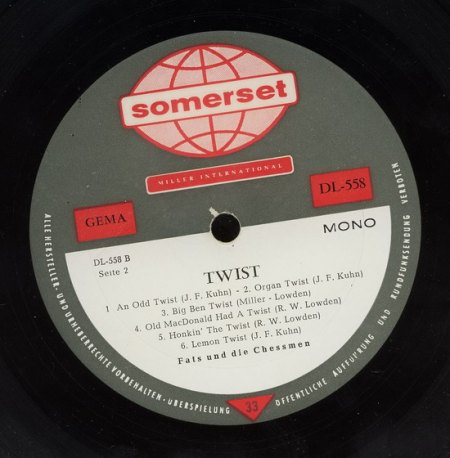 somerset
MILLER INTERNATIONAL
GEMA
DL-558
MONO
DL-558 B
Seite 2
TWIST
1 An Odd Twist (J. F. Kuhn) - 2. Organ Twist (J. F. Kuhn)
3. Big Ben Twist (Miller - Lowden)
4. Old MacDonald Had A Twist (R. W. Lowden)
5. Honkin' The Twist (R. W. Lowden)
6. Lemon Twist (J. F. Kuhn)
Fats und die Chessmen
ALLE HERSTELLER- UND URHEBERRECHTE VORBEHALTEN - ÜBERSPIELUNG
33
ÖFFENTLICHE AUFFÜHRUNG UND RUNDFUNKSENDUNG VERBOTEN